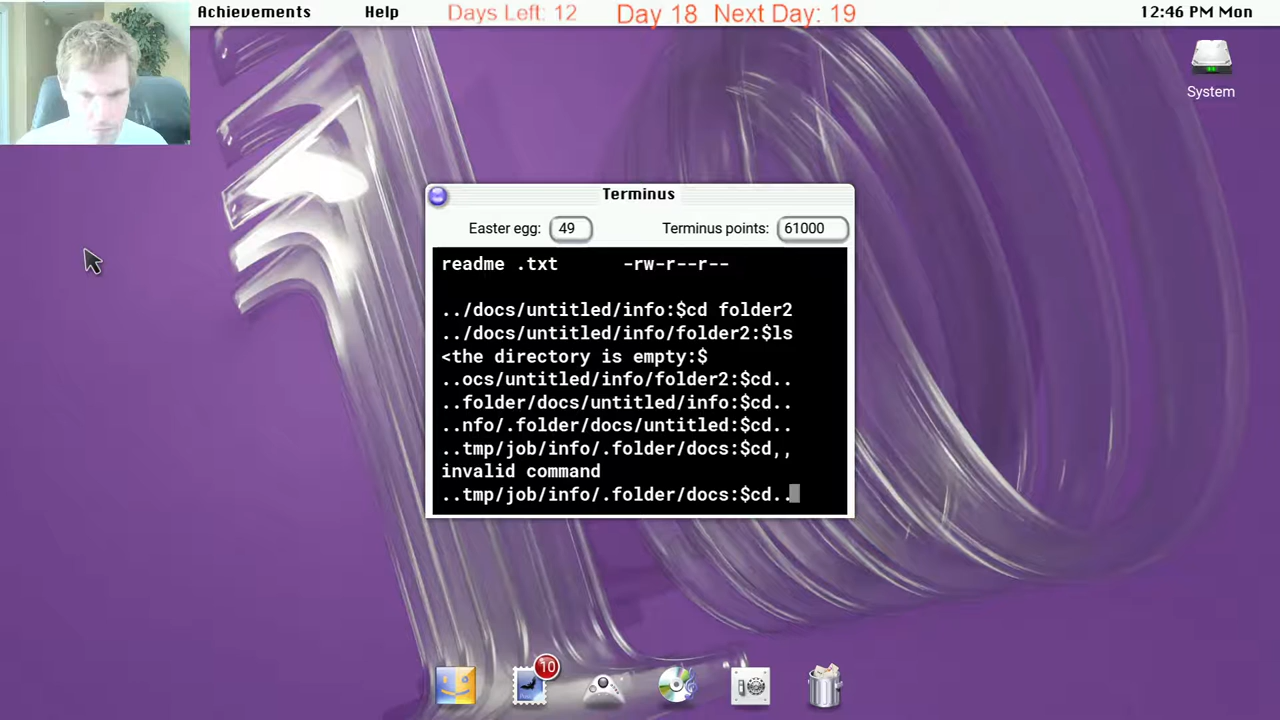 Achievements Help Days Left: 12 Day 18 Next Day: 19 12:46 PM Mon
System
Terminus
Easter egg: 49 Terminus points: 61000
readme .txt -rw-r--r--
../docs/untitled/info:$cd folder2
../docs/untitled/info/folder2:$ls
<the directory is empty:$
..ocs/untitled/info/folder2:$cd..
..folder/docs/untitled/info:$cd..
..nfo/.folder/docs/untitled:$cd..
..tmp/job/info/.folder/docs:$cd,,
invalid command
..tmp/job/info/.folder/docs:$cd..
10